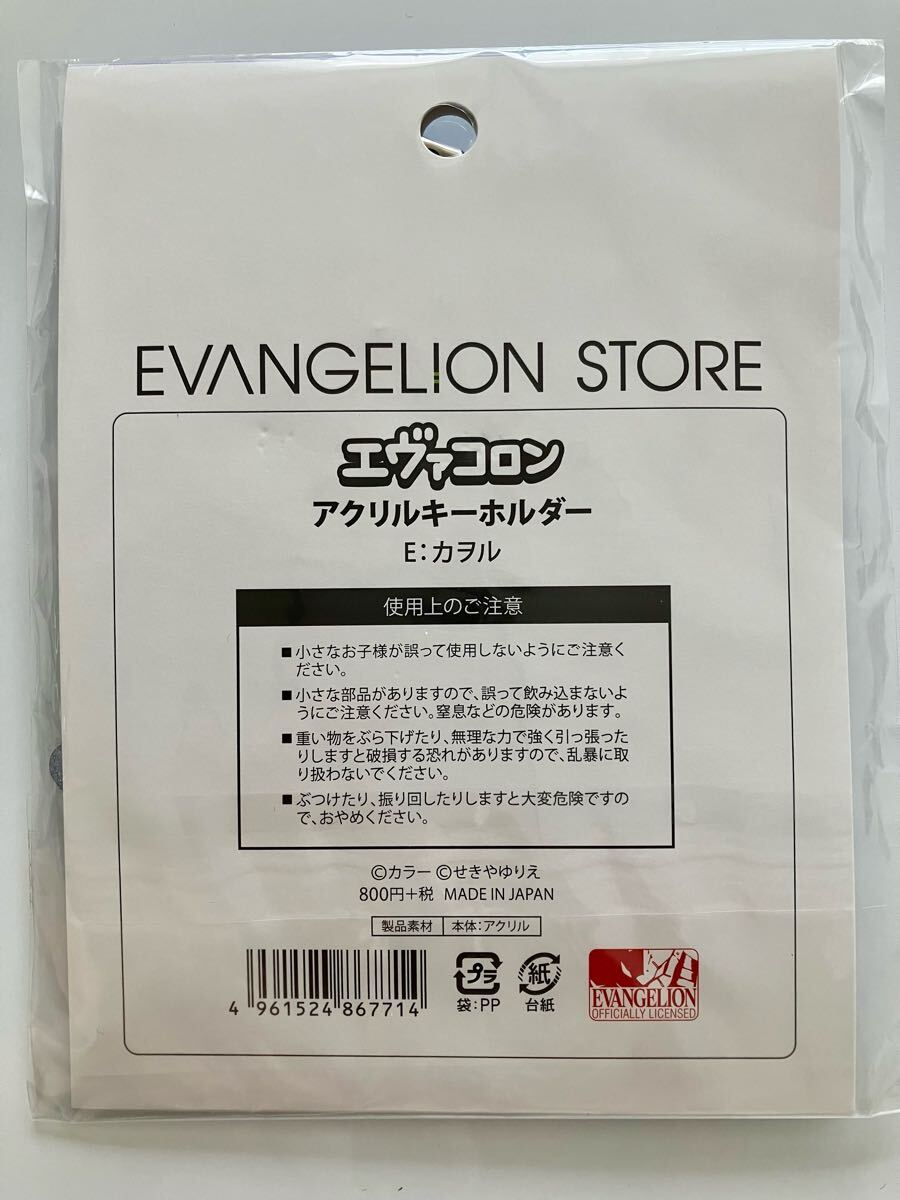 EVANGELION STORE
エヴァコロン
アクリルキーホルダー
E：カヲル
使用上のご注意
■小さなお子様が誤って使用しないようにご注意く
ださい。
■小さな部品がありますので、誤って飲み込まないよ
うにご注意ください。窒息などの危険があります。
■重い物をぶら下げたり、無理な力で強く引っ張った
りしますと破損する恐れがありますので、乱暴に取
り扱わないでください。
■ぶつけたり、振り回したりしますと大変危険ですの
で、おやめください。
©カラー ©せきやゆりえ
800円＋税 MADE IN JAPAN
製品素材 本体：アクリル
4 961524 867714
プラ
袋：PP
紙
台紙
EVANGELION
OFFICIALLY LICENSED